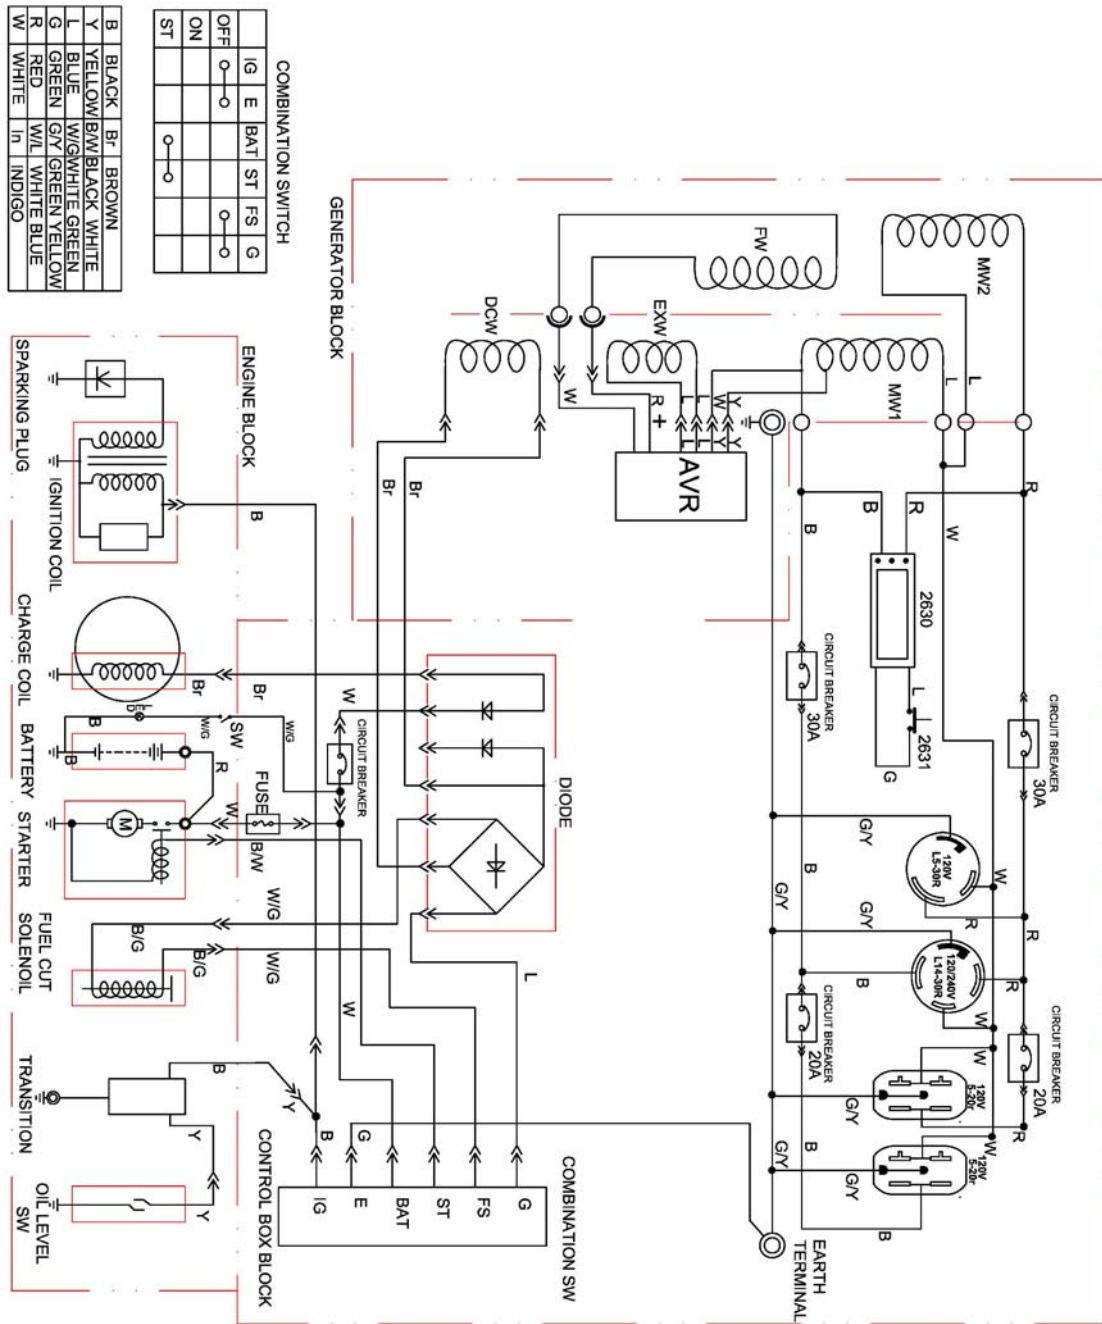 COMBINATION SWITCH
IG E BAT ST FS G
OFF
ON
ST
B BLACK Br BROWN
Y YELLOW B/W BLACK WHITE
L BLUE W/G WHITE GREEN
G GREEN G/Y GREEN YELLOW
R RED W/L WHITE BLUE
W WHITE In INDIGO
GENERATOR BLOCK
MW2
FW
DCW
EXW
MW1
L
L
W
R
+
L
L
W
Y
L
L
Y
Y
AVR
Br
Br
B
B
R
W
R
2630
L
2631
G
CIRCUIT BREAKER
30A
CIRCUIT BREAKER
30A
ENGINE BLOCK
SPARKING PLUG
IGNITION COIL
B
CHARGE COIL
Br
Br
W
LED
B
W/G
SW
W/G
BATTERY
B
R
CIRCUIT BREAKER
DIODE
STARTER
M
W
FUSE
B/W
W/G
FUEL CUT
SOLENOIL
B/G
B/G
W/G
W
L
TRANSITION
B
Y
Y
OIL LEVEL
SW
Y
CONTROL BOX BLOCK
B
G
IG
E
BAT
ST
FS
G
COMBINATION SW
G/Y
G/Y
G/Y
B
B
120V
L5-30R
W
R
R
120/240V
L14-30R
W
R
CIRCUIT BREAKER
20A
CIRCUIT BREAKER
20A
W
120V
5-20r
G/Y
R
W
120V
5-20r
G/Y
G/Y
B
B
EARTH
TERMINAL